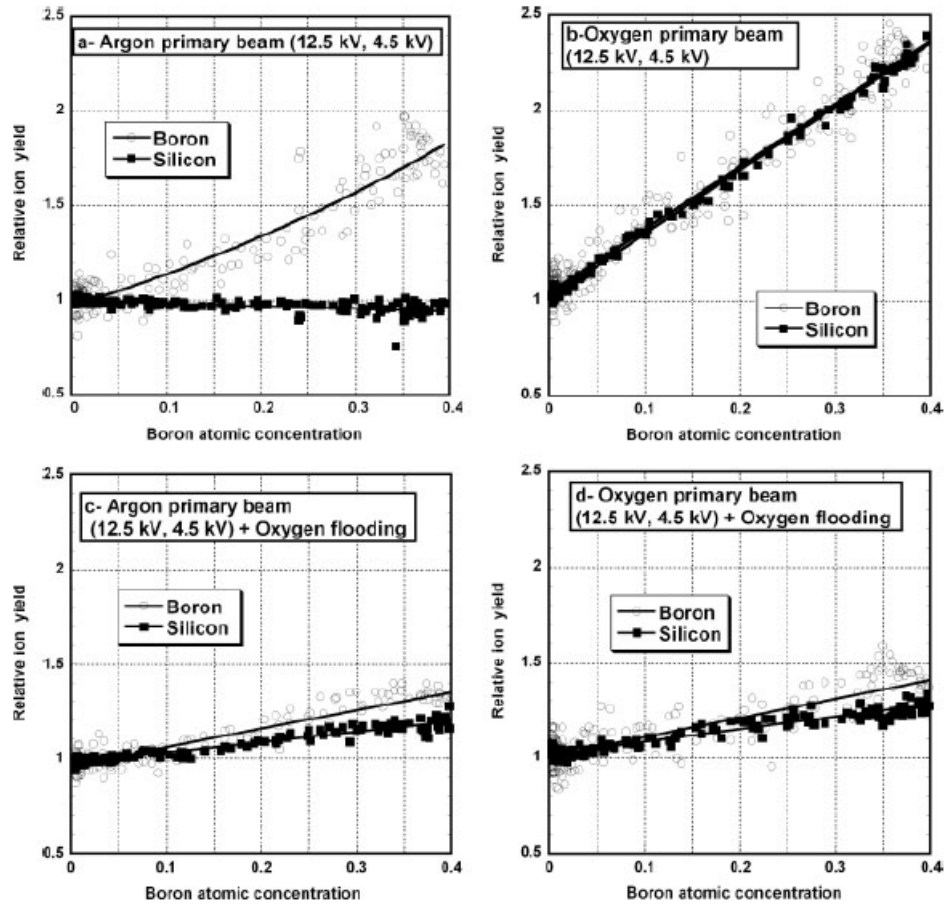 2.5
2
1.5
1
0.5
Relative ion yield
a- Argon primary beam (12.5 kV, 4.5 kV)
Boron
Silicon
0 0.1 0.2 0.3 0.4
Boron atomic concentration
2.5
2
1.5
1
0.5
Relative ion yield
b-Oxygen primary beam
(12.5 kV, 4.5 kV)
Boron
Silicon
0 0.1 0.2 0.3 0.4
Boron atomic concentration
2.5
2
1.5
1
0.5
Relative ion yield
c- Argon primary beam
(12.5 kV, 4.5 kV) + Oxygen flooding
Boron
Silicon
0 0.1 0.2 0.3 0.4
Boron atomic concentration
2.5
2
1.5
1
0.5
Relative ion yield
d- Oxygen primary beam
(12.5 kV, 4.5 kV) + Oxygen flooding
Boron
Silicon
0 0.1 0.2 0.3 0.4
Boron atomic concentration